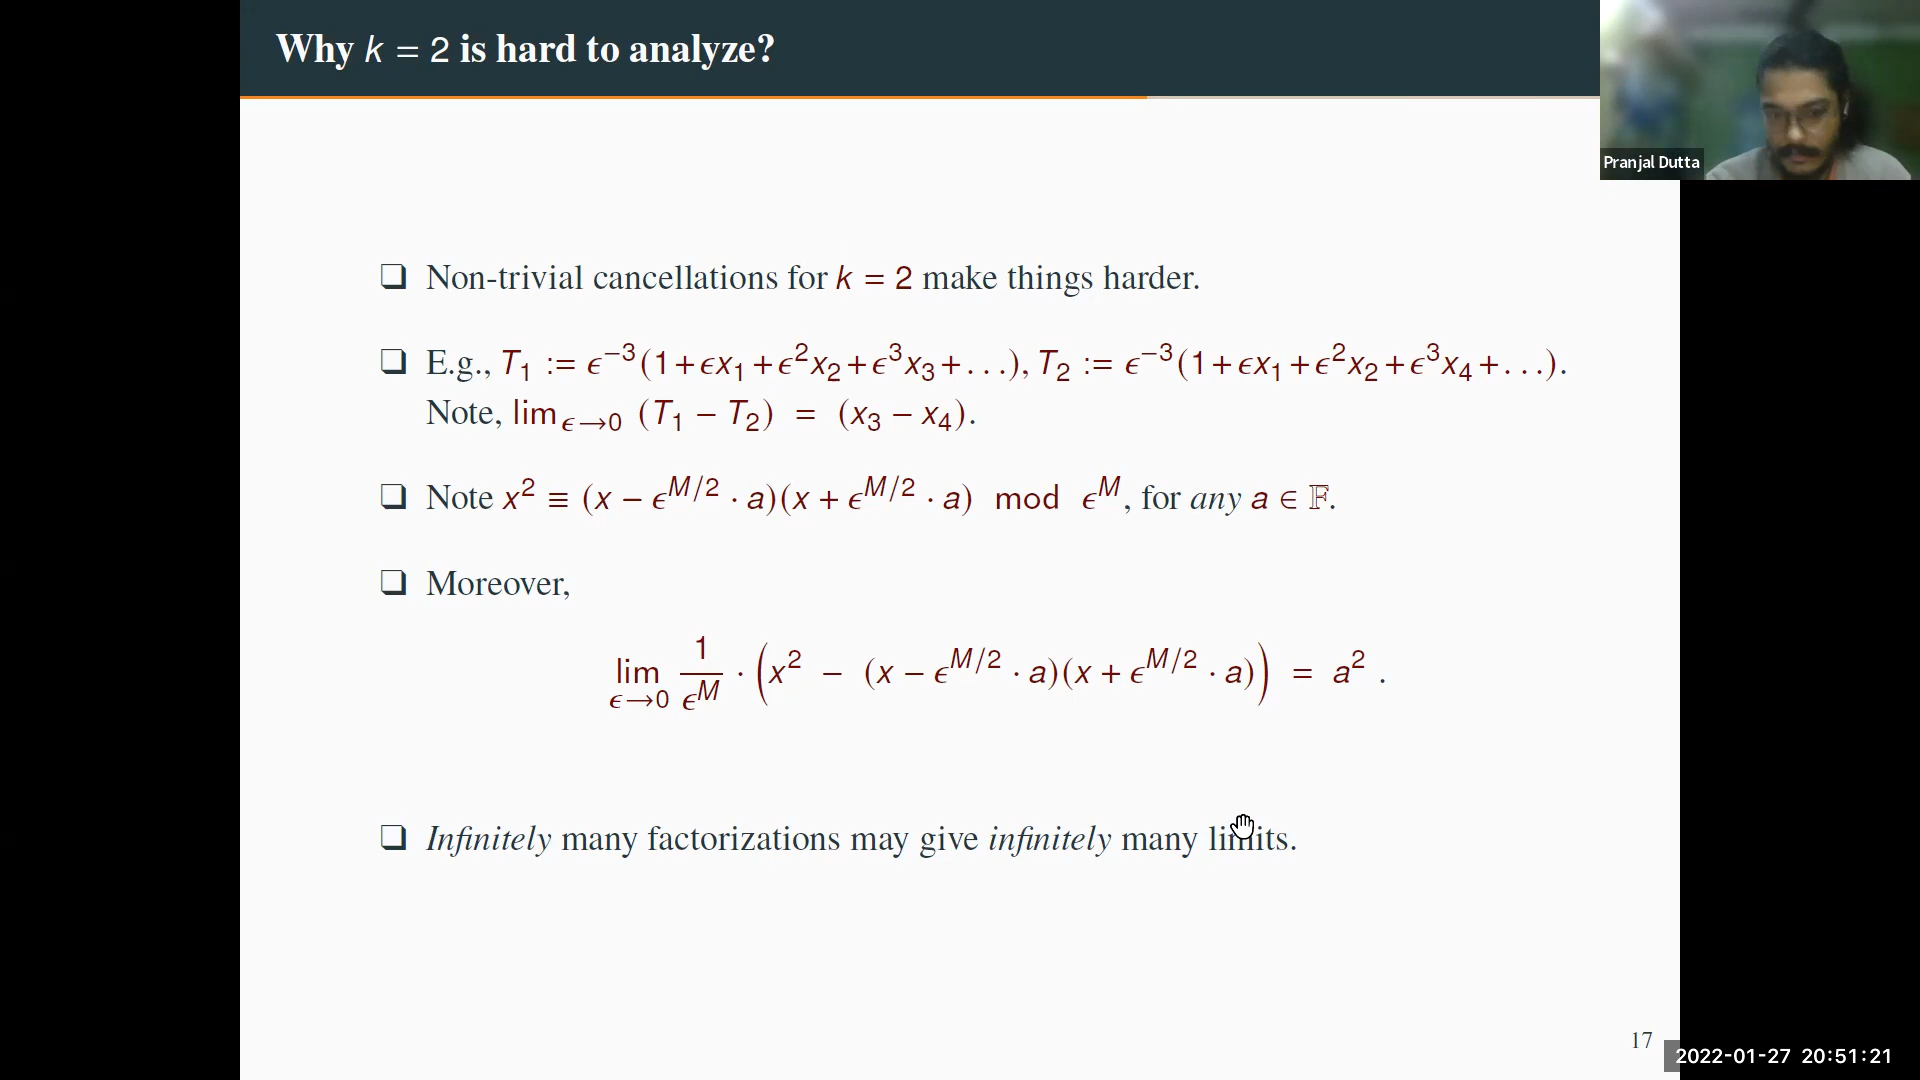 Why k = 2 is hard to analyze?
Pranjal Dutta
❑ Non-trivial cancellations for k = 2 make things harder.
❑ E.g., T₁ := ϵ⁻³(1+ϵx₁+ϵ²x₂+ϵ³x₃+...), T₂ := ϵ⁻³(1+ϵx₁+ϵ²x₂+ϵ³x₄+...).
Note, lim_{ϵ→0} (T₁ − T₂) = (x₃ − x₄).
❑ Note x² ≡ (x − ϵ^{M/2} · a)(x + ϵ^{M/2} · a) mod ϵ^M, for any a ∈ 𝔽.
❑ Moreover,
lim_{ϵ→0} 1/ϵ^M · (x² − (x − ϵ^{M/2} · a)(x + ϵ^{M/2} · a)) = a² .
❑ Infinitely many factorizations may give infinitely many limits.
17
2022-01-27 20:51:21